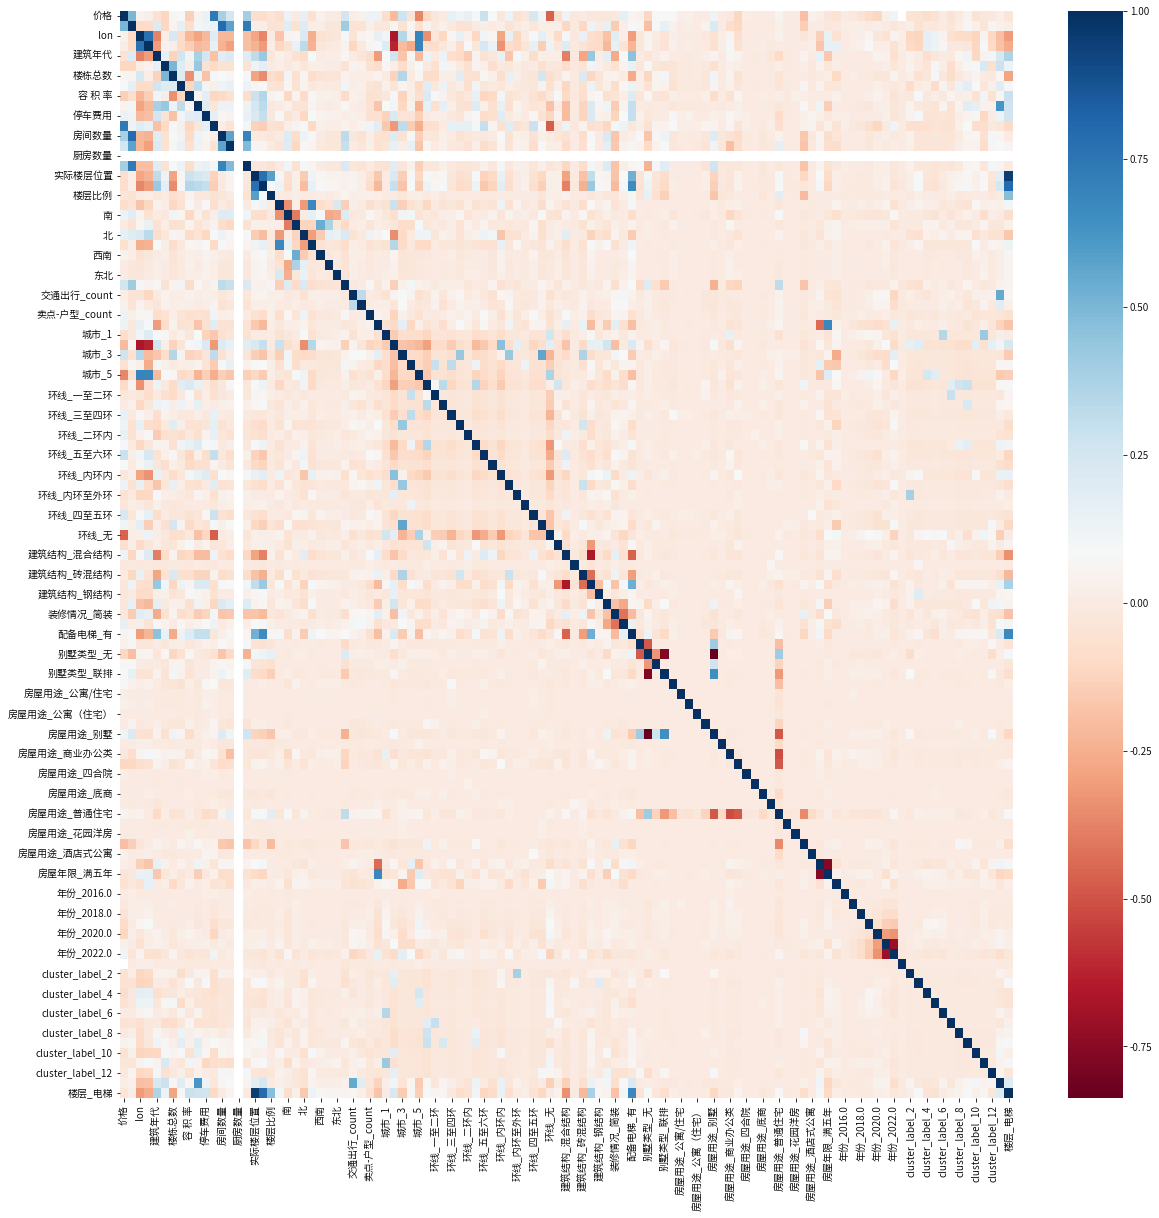 价格
lon
建筑年代
楼栋总数
容 积 率
停车费用
房间数量
厨房数量
实际楼层位置
楼层比例
南
北
西南
东北
交通出行_count
卖点-户型_count
城市_1
城市_3
城市_5
环线_一至二环
环线_三至四环
环线_二环内
环线_五至六环
环线_内环内
环线_内环至外环
环线_四至五环
环线_无
建筑结构_混合结构
建筑结构_砖混结构
建筑结构_钢结构
装修情况_简装
配备电梯_有
别墅类型_无
别墅类型_联排
房屋用途_公寓/住宅
房屋用途_公寓（住宅）
房屋用途_别墅
房屋用途_商业办公类
房屋用途_四合院
房屋用途_底商
房屋用途_普通住宅
房屋用途_花园洋房
房屋用途_酒店式公寓
房屋年限_满五年
年份_2016.0
年份_2018.0
年份_2020.0
年份_2022.0
cluster_label_2
cluster_label_4
cluster_label_6
cluster_label_8
cluster_label_10
cluster_label_12
楼层_电梯
价格
lon
建筑年代
楼栋总数
容 积 率
停车费用
房间数量
厨房数量
实际楼层位置
楼层比例
南
北
西南
东北
交通出行_count
卖点-户型_count
城市_1
城市_3
城市_5
环线_一至二环
环线_三至四环
环线_二环内
环线_五至六环
环线_内环内
环线_内环至外环
环线_四至五环
环线_无
建筑结构_混合结构
建筑结构_砖混结构
建筑结构_钢结构
装修情况_简装
配备电梯_有
别墅类型_无
别墅类型_联排
房屋用途_公寓/住宅
房屋用途_公寓（住宅）
房屋用途_别墅
房屋用途_商业办公类
房屋用途_四合院
房屋用途_底商
房屋用途_普通住宅
房屋用途_花园洋房
房屋用途_酒店式公寓
房屋年限_满五年
年份_2016.0
年份_2018.0
年份_2020.0
年份_2022.0
cluster_label_2
cluster_label_4
cluster_label_6
cluster_label_8
cluster_label_10
cluster_label_12
楼层_电梯
1.00
0.75
0.50
0.25
0.00
-0.25
-0.50
-0.75